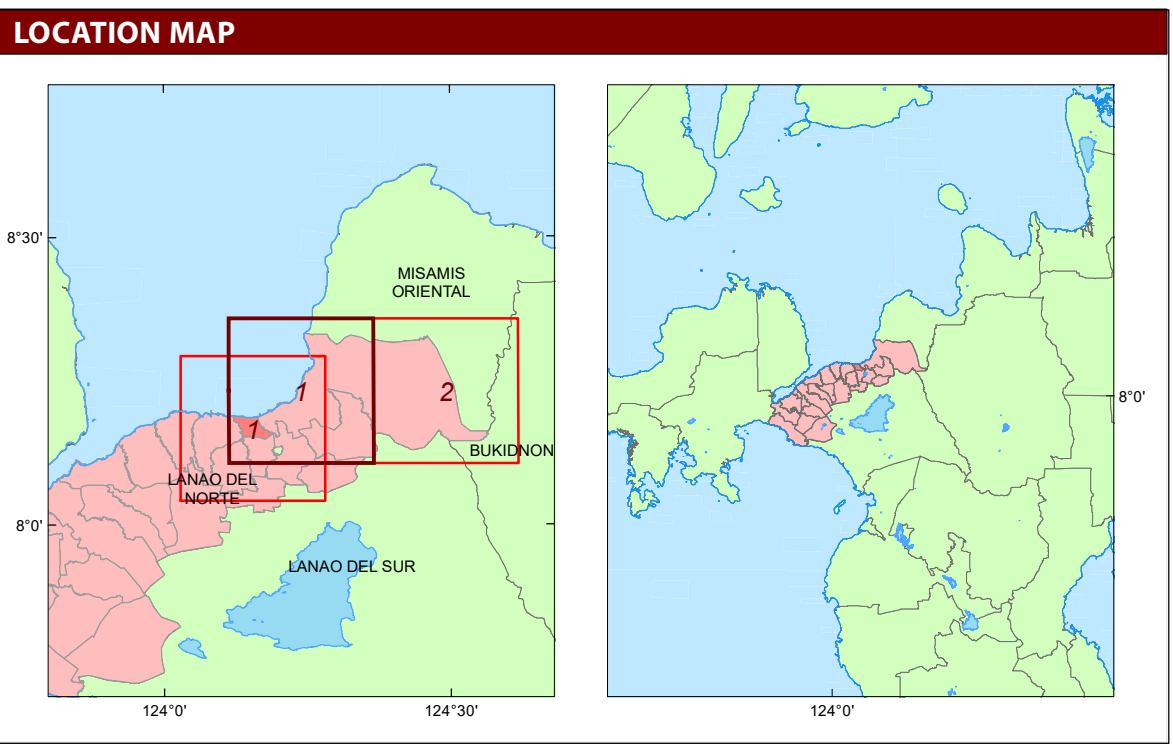 LOCATION MAP
8°30'
MISAMIS
ORIENTAL
1
2
1
BUKIDNON
LANAO DEL
NORTE
8°0'
LANAO DEL SUR
124°0'
124°30'
8°0'
124°0'